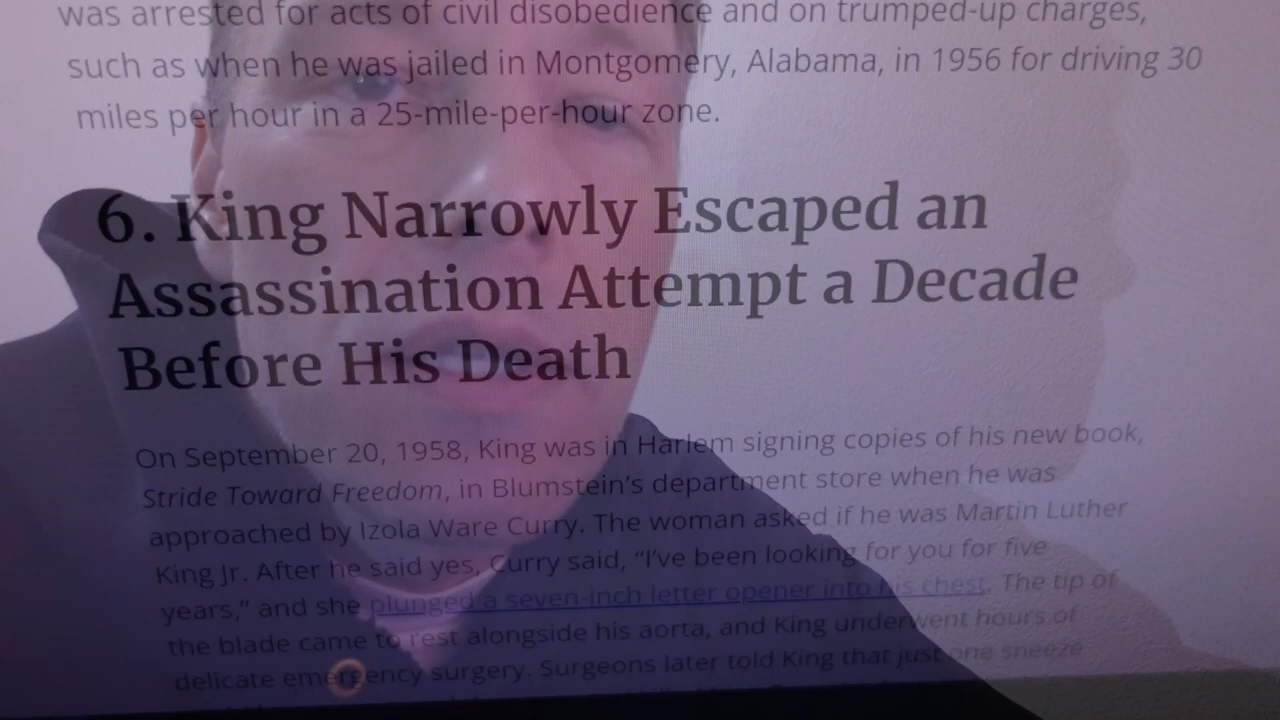 was arrested for acts of civil disobedience and on trumped-up charges,
such as when he was jailed in Montgomery, Alabama, in 1956 for driving 30
miles per hour in a 25-mile-per-hour zone.
6. King Narrowly Escaped an
Assassination Attempt a Decade
Before His Death
On September 20, 1958, King was in Harlem signing copies of his new book,
Stride Toward Freedom, in Blumstein's department store when he was
approached by Izola Ware Curry. The woman asked if he was Martin Luther
King Jr. After he said yes, Curry said, “I've been looking for you for five
years,” and she plunged a seven-inch letter opener into his chest. The tip of
the blade came to rest alongside his aorta, and King underwent hours of
delicate emergency surgery. Surgeons later told King that just one sneeze